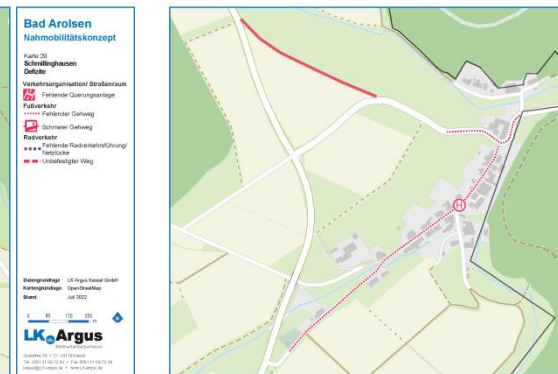 Bad Arolsen
Nahmobilitätskonzept
Karte 29
Schmillinghausen
Defizite
Verkehrsorganisation/ Straßenraum
Fehlende Querungsanlage
Fußverkehr
Fehlender Gehweg
Schmaler Gehweg
Radverkehr
Fehlende Radverkehrsführung/
Netzlücke
Unbefestigter Weg
Datengrundlage LK Argus Kassel GmbH
Kartengrundlage OpenStreetMap
Stand Juli 2022
LK Argus
H